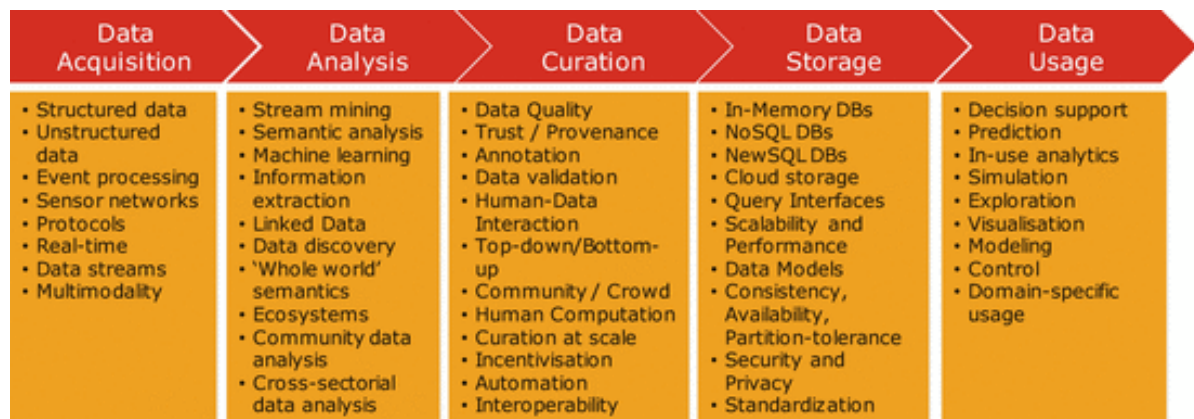 Data
Acquisition
Data
Analysis
Data
Curation
Data
Storage
Data
Usage
• Structured data
• Unstructured
data
• Event processing
• Sensor networks
• Protocols
• Real-time
• Data streams
• Multimodality
• Stream mining
• Semantic analysis
• Machine learning
• Information
extraction
• Linked Data
• Data discovery
• ‘Whole world’
semantics
• Ecosystems
• Community data
analysis
• Cross-sectorial
data analysis
• Data Quality
• Trust / Provenance
• Annotation
• Data validation
• Human-Data
Interaction
• Top-down/Bottom-
up
• Community / Crowd
• Human Computation
• Curation at scale
• Incentivisation
• Automation
• Interoperability
• In-Memory DBs
• NoSQL DBs
• NewSQL DBs
• Cloud storage
• Query Interfaces
• Scalability and
Performance
• Data Models
• Consistency,
Availability,
Partition-tolerance
• Security and
Privacy
• Standardization
• Decision support
• Prediction
• In-use analytics
• Simulation
• Exploration
• Visualisation
• Modeling
• Control
• Domain-specific
usage